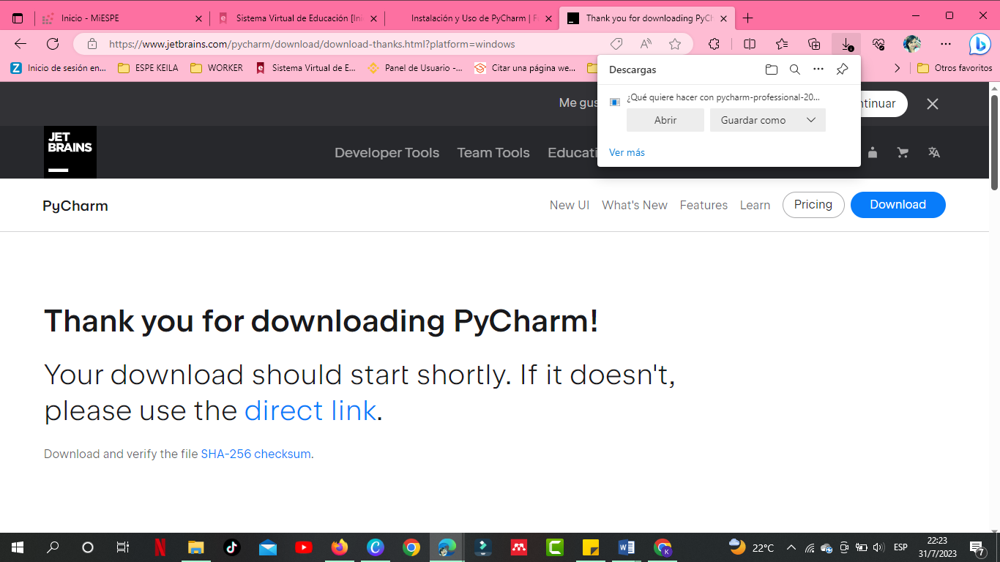 Inicio - MiESPE
Sistema Virtual de Educación [Ini
Instalación y Uso de PyCharm | F
Thank you for downloading PyCh
https://www.jetbrains.com/pycharm/download/download-thanks.html?platform=windows
Inicio de sesión en...
ESPE KEILA
WORKER
Sistema Virtual de E...
Panel de Usuario -...
Citar una página we...
Otros favoritos
Descargas
¿Qué quiere hacer con pycharm-professional-20...
Abrir
Guardar como
Ver más
Me gus
ntinuar
JET
BRAINS
Developer Tools
Team Tools
Educati
PyCharm
New UI
What's New
Features
Learn
Pricing
Download
Thank you for downloading PyCharm!
Your download should start shortly. If it doesn't,
please use the direct link.
Download and verify the file SHA-256 checksum.
22°C
ESP
22:23
31/7/2023
7